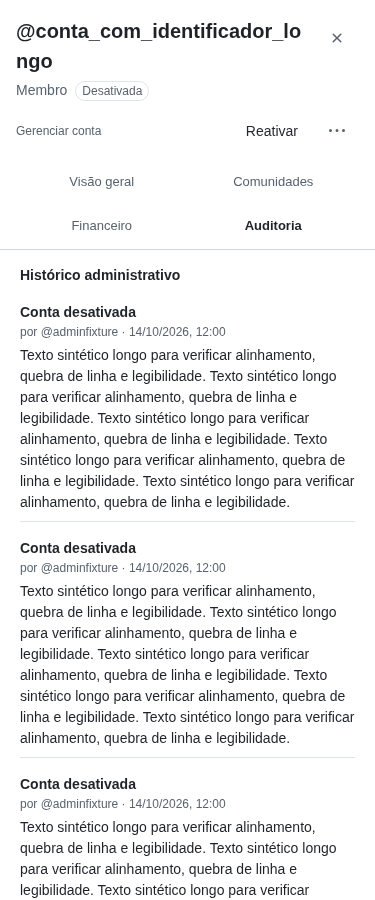 @conta_com_identificador_lo
ngo
Membro Desativada
Gerenciar conta Reativar
Visão geral Comunidades
Financeiro Auditoria
Histórico administrativo
Conta desativada
por @adminfixture · 14/10/2026, 12:00
Texto sintético longo para verificar alinhamento,
quebra de linha e legibilidade. Texto sintético longo
para verificar alinhamento, quebra de linha e
legibilidade. Texto sintético longo para verificar
alinhamento, quebra de linha e legibilidade. Texto
sintético longo para verificar alinhamento, quebra de
linha e legibilidade. Texto sintético longo para verificar
alinhamento, quebra de linha e legibilidade.
Conta desativada
por @adminfixture · 14/10/2026, 12:00
Texto sintético longo para verificar alinhamento,
quebra de linha e legibilidade. Texto sintético longo
para verificar alinhamento, quebra de linha e
legibilidade. Texto sintético longo para verificar
alinhamento, quebra de linha e legibilidade. Texto
sintético longo para verificar alinhamento, quebra de
linha e legibilidade. Texto sintético longo para verificar
alinhamento, quebra de linha e legibilidade.
Conta desativada
por @adminfixture · 14/10/2026, 12:00
Texto sintético longo para verificar alinhamento,
quebra de linha e legibilidade. Texto sintético longo
para verificar alinhamento, quebra de linha e
legibilidade. Texto sintético longo para verificar